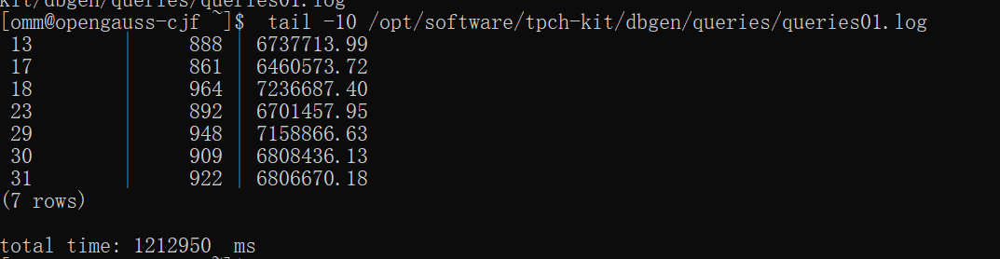 kit/dbgen/queries/queries01.log
[omm@opengauss-cjf ~]$  tail -10 /opt/software/tpch-kit/dbgen/queries/queries01.log
 13       |     888 | 6737713.99
 17       |     861 | 6460573.72
 18       |     964 | 7236687.40
 23       |     892 | 6701457.95
 29       |     948 | 7158866.63
 30       |     909 | 6808436.13
 31       |     922 | 6806670.18
(7 rows)
total time: 1212950  ms